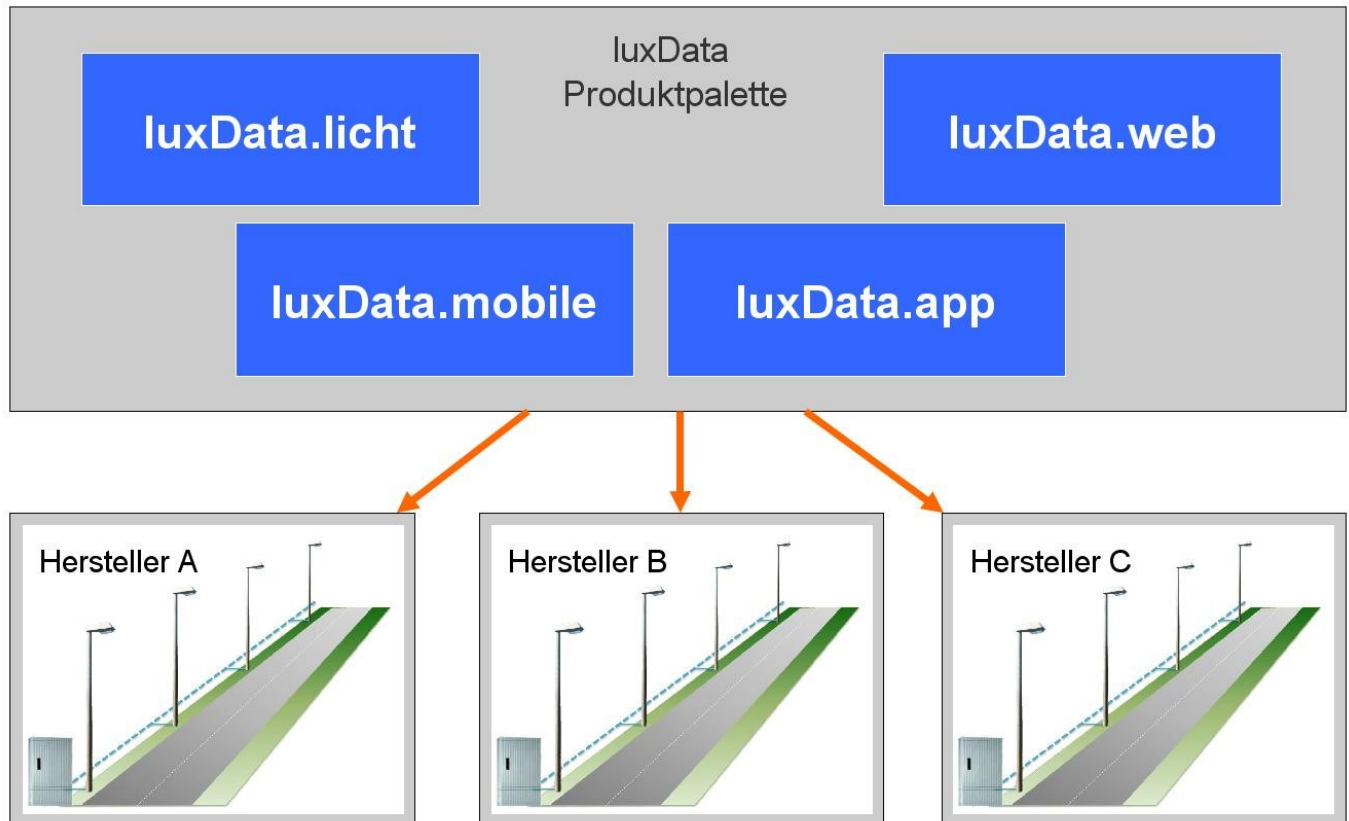 luxData
Produktpalette
luxData.licht
luxData.web
luxData.mobile
luxData.app
Hersteller A
Hersteller B
Hersteller C